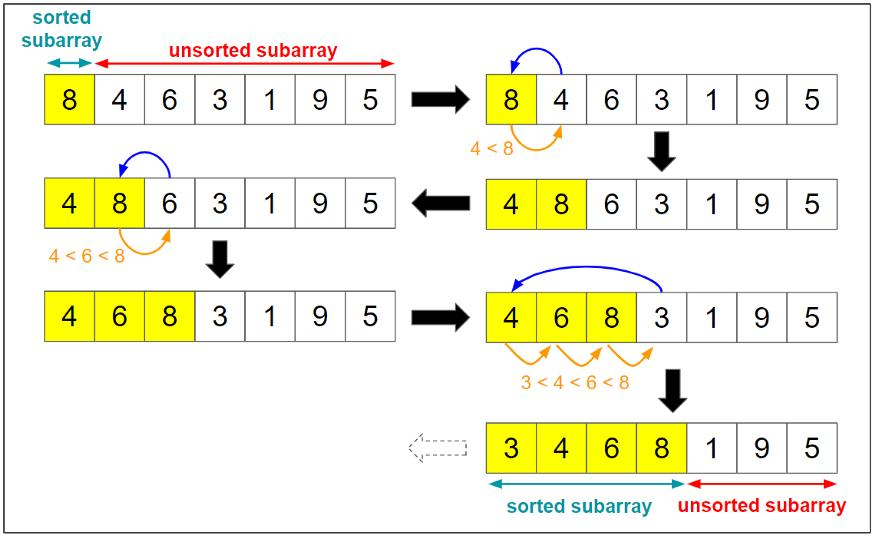 sorted
subarray
unsorted subarray
8 4 6 3 1 9 5
8 4 6 3 1 9 5
4 < 8
4 8 6 3 1 9 5
4 < 6 < 8
4 8 6 3 1 9 5
4 6 8 3 1 9 5
4 6 8 3 1 9 5
3 < 4 < 6 < 8
3 4 6 8 1 9 5
sorted subarray
unsorted subarray